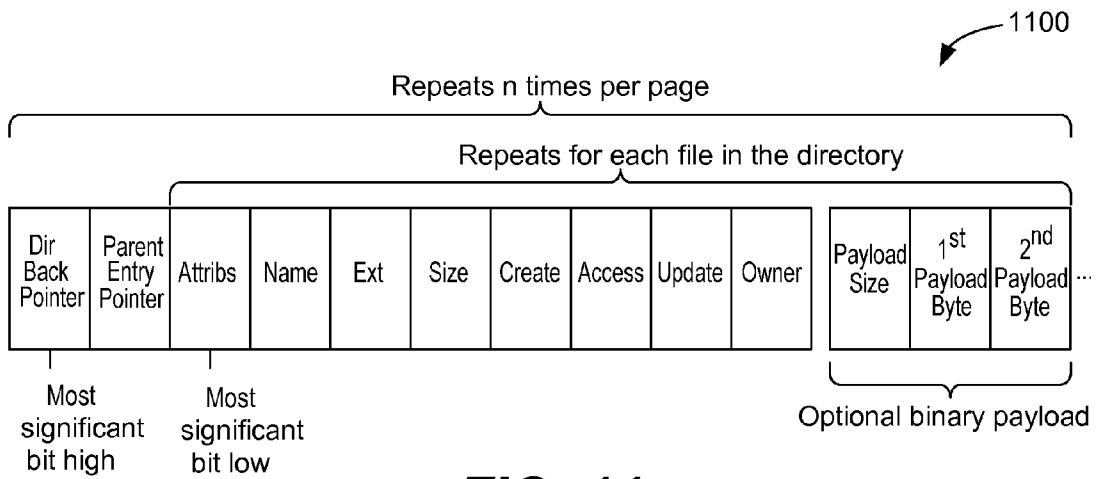 1100
Repeats n times per page
Repeats for each file in the directory
Dir Back Pointer
Parent Entry Pointer
Attribs
Name
Ext
Size
Create
Access
Update
Owner
Payload Size
1st Payload Byte
2nd Payload Byte
...
Most significant bit high
Most significant bit low
Optional binary payload